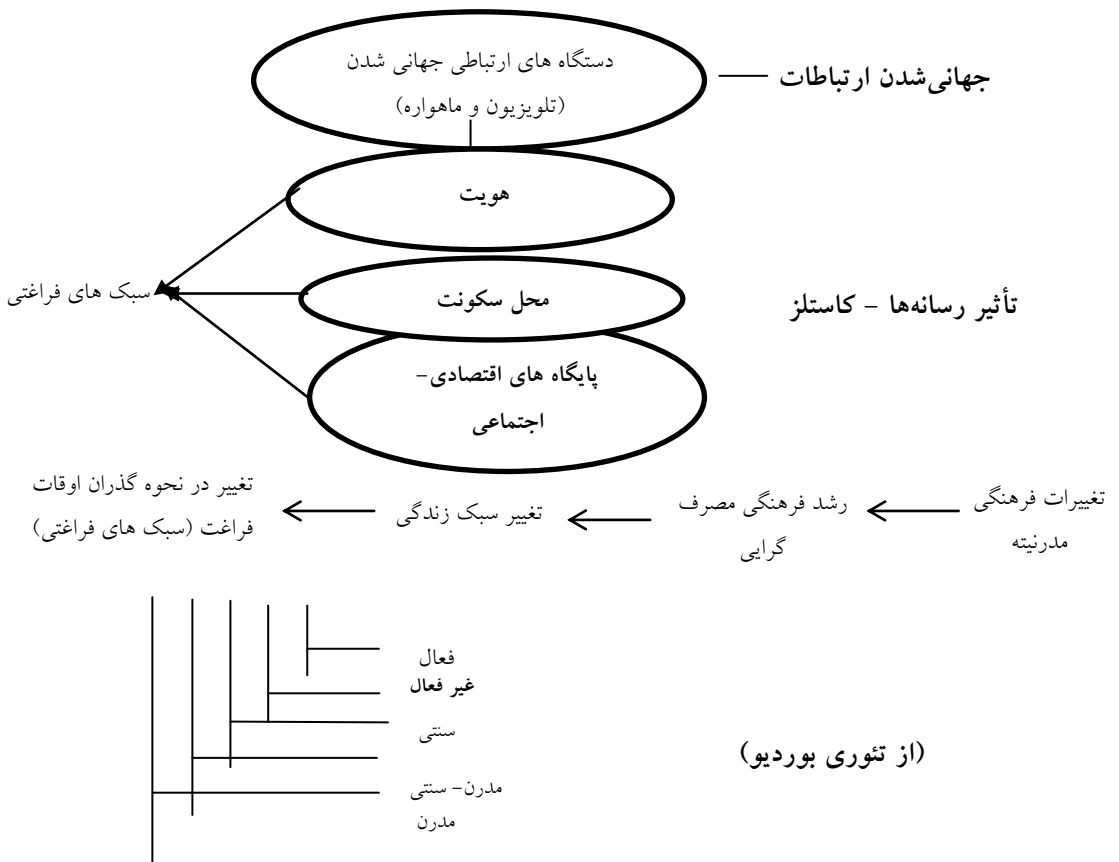 دستگاه های ارتباطی جهانی شدن
(تلویزیون و ماهواره)
جهانی‌شدن ارتباطات
هویت
محل سکونت
سبک های فراغتی
تأثیر رسانه‌ها – کاستلز
پایگاه های اقتصادی–
اجتماعی
تغییرات فرهنگی
مدرنیته
رشد فرهنگی مصرف
گرایی
تغییر سبک زندگی
تغییر در نحوه گذران اوقات
فراغت (سبک های فراغتی)
فعال
غیر فعال
سنتی
مدرن– سنتی
مدرن
(از تئوری بوردیو)